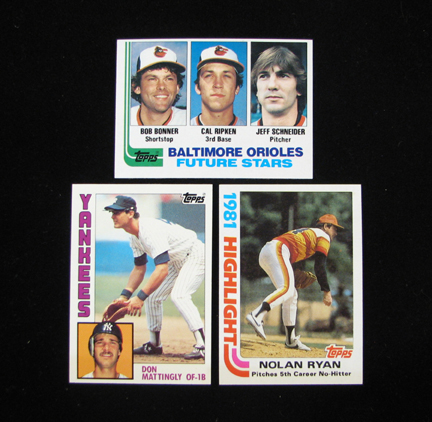 BOB BONNER
Shortstop
CAL RIPKEN
3rd Base
JEFF SCHNEIDER
Pitcher
Topps
BALTIMORE ORIOLES
FUTURE STARS
YANKEES
Topps
DON
MATTINGLY OF-1B
1981 HIGHLIGHT
Topps
NOLAN RYAN
Pitches 5th Career No-Hitter